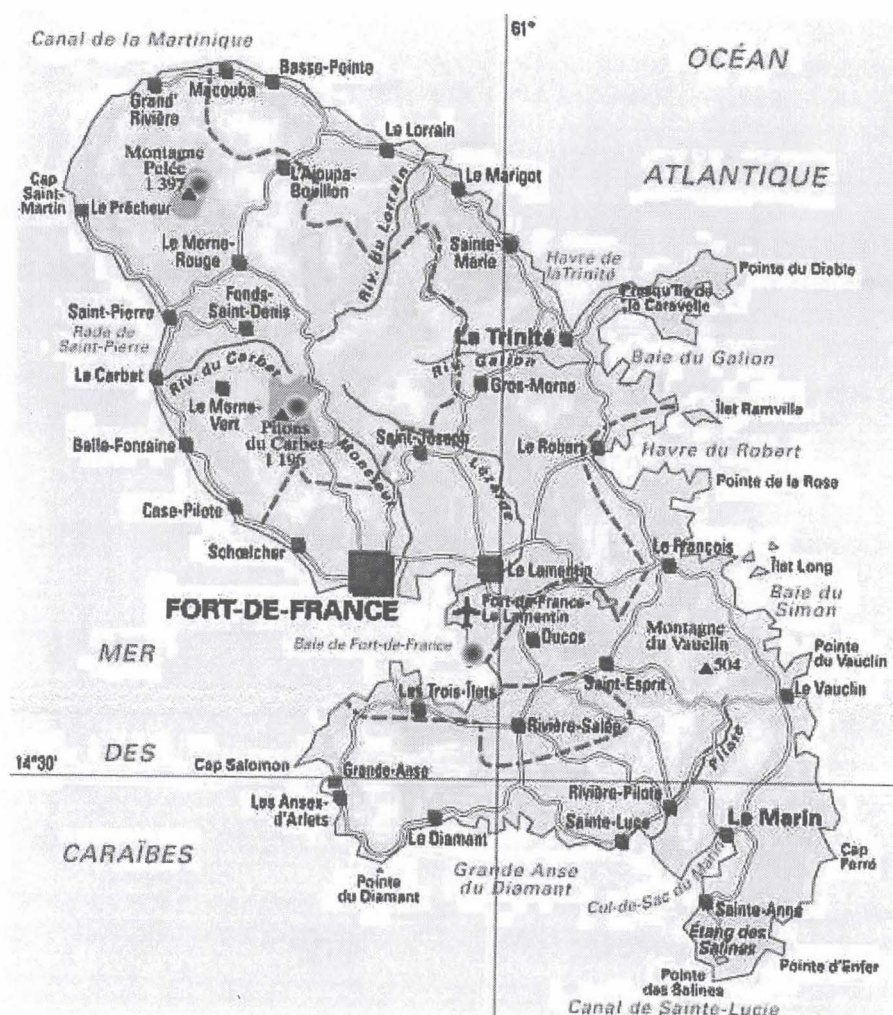 61°
Canal de la Martinique
OCÉAN
Basse-Pointe
Macouba
Grand'
Rivière
Le Lorrain
Montagne
Pelée
1 397
L'Ajoupa-
Bouillon
Le Marigot
ATLANTIQUE
Cap
Saint-
Martin
Le Prêcheur
Riv. du Lorrain
Le Morne-
Rouge
Sainte-
Marie
Havre de
la Trinité
Pointe du Diable
Fonds-
Saint-Denis
Presqu'île de
la Caravelle
Saint-Pierre
Rade de
Saint-Pierre
La Trinité
Riv. Galion
Baie du Galion
Le Carbet
Riv. du Carbet
Gros-Morne
Le Morne-
Vert
Îlet Ramville
Pitons
du Carbet
1 196
Saint-Joseph
Belle-Fontaine
Monsieur
Le Robert
Havre du Robert
Lézarde
Pointe de la Rose
Case-Pilote
Schœlcher
Le François
Îlet Long
Le Lamentin
Baie du
Simon
FORT-DE-FRANCE
Fort-de-France-
Le Lamentin
Ducos
Montagne
du Vauclin
504
Baie de Fort-de-France
MER
Pointe
du Vauclin
Saint-Esprit
Les Trois-Îlets
Le Vauclin
Rivière-Salée
Pilote
DES
14°30'
Cap Salomon
Grande-Anse
Les Anses-
d'Arlets
Rivière-Pilote
Sainte-Luce
Le Marin
Le Diamant
CARAÏBES
Cap
Ferré
Pointe
du Diamant
Grande Anse
du Diamant
Cul-de-Sac du Marin
Sainte-Anne
Étang des
Salines
Pointe d'Enfer
Pointe
des Salines
Canal de Sainte-Lucie